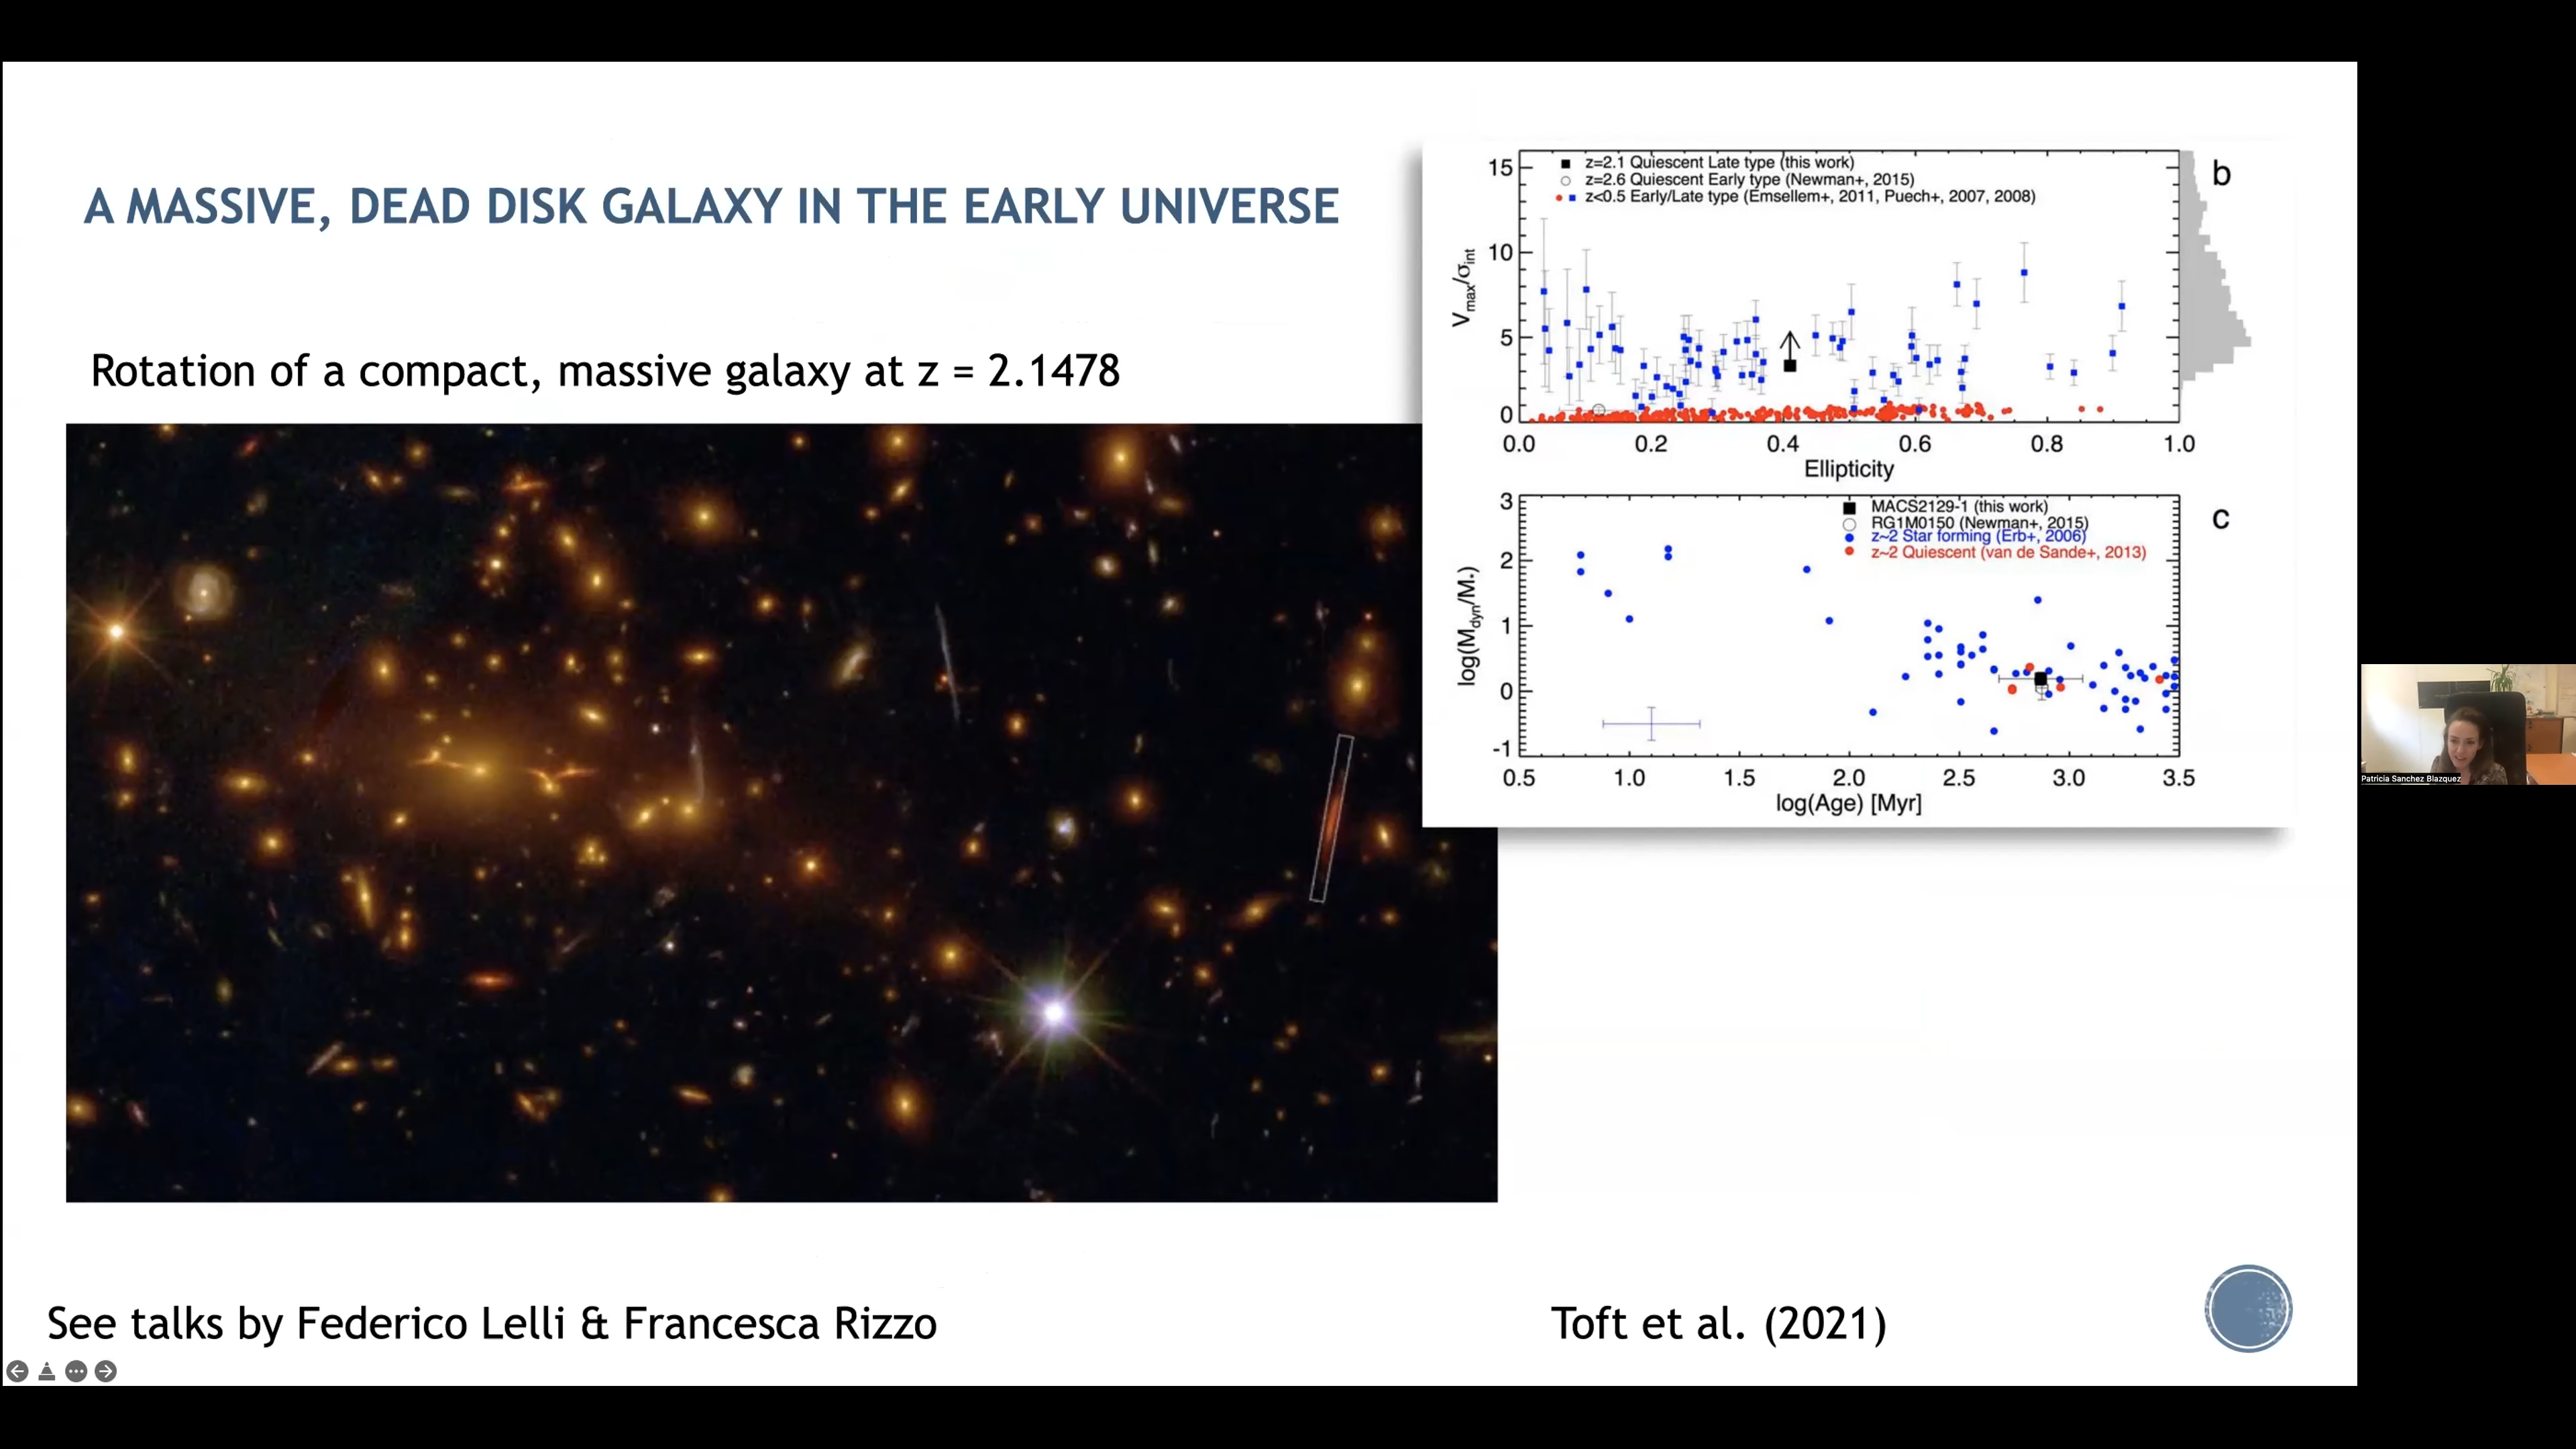 A MASSIVE, DEAD DISK GALAXY IN THE EARLY UNIVERSE
Rotation of a compact, massive galaxy at z = 2.1478
z=2.1 Quiescent Late type (this work)
z=2.6 Quiescent Early type (Newman+, 2015)
z<0.5 Early/Late type (Emsellem+, 2011, Puech+, 2007, 2008)
b
15
10
5
0
Vmax/σint
0.0 0.2 0.4 0.6 0.8 1.0
Ellipticity
MACS2129-1 (this work)
RG1M0150 (Newman+, 2015)
z~2 Star forming (Erb+, 2006)
z~2 Quiescent (van de Sande+, 2013)
c
3
2
1
0
-1
log(Mdyn/M*)
0.5 1.0 1.5 2.0 2.5 3.0 3.5
log(Age) [Myr]
Patricia Sanchez Blazquez
See talks by Federico Lelli & Francesca Rizzo
Toft et al. (2021)